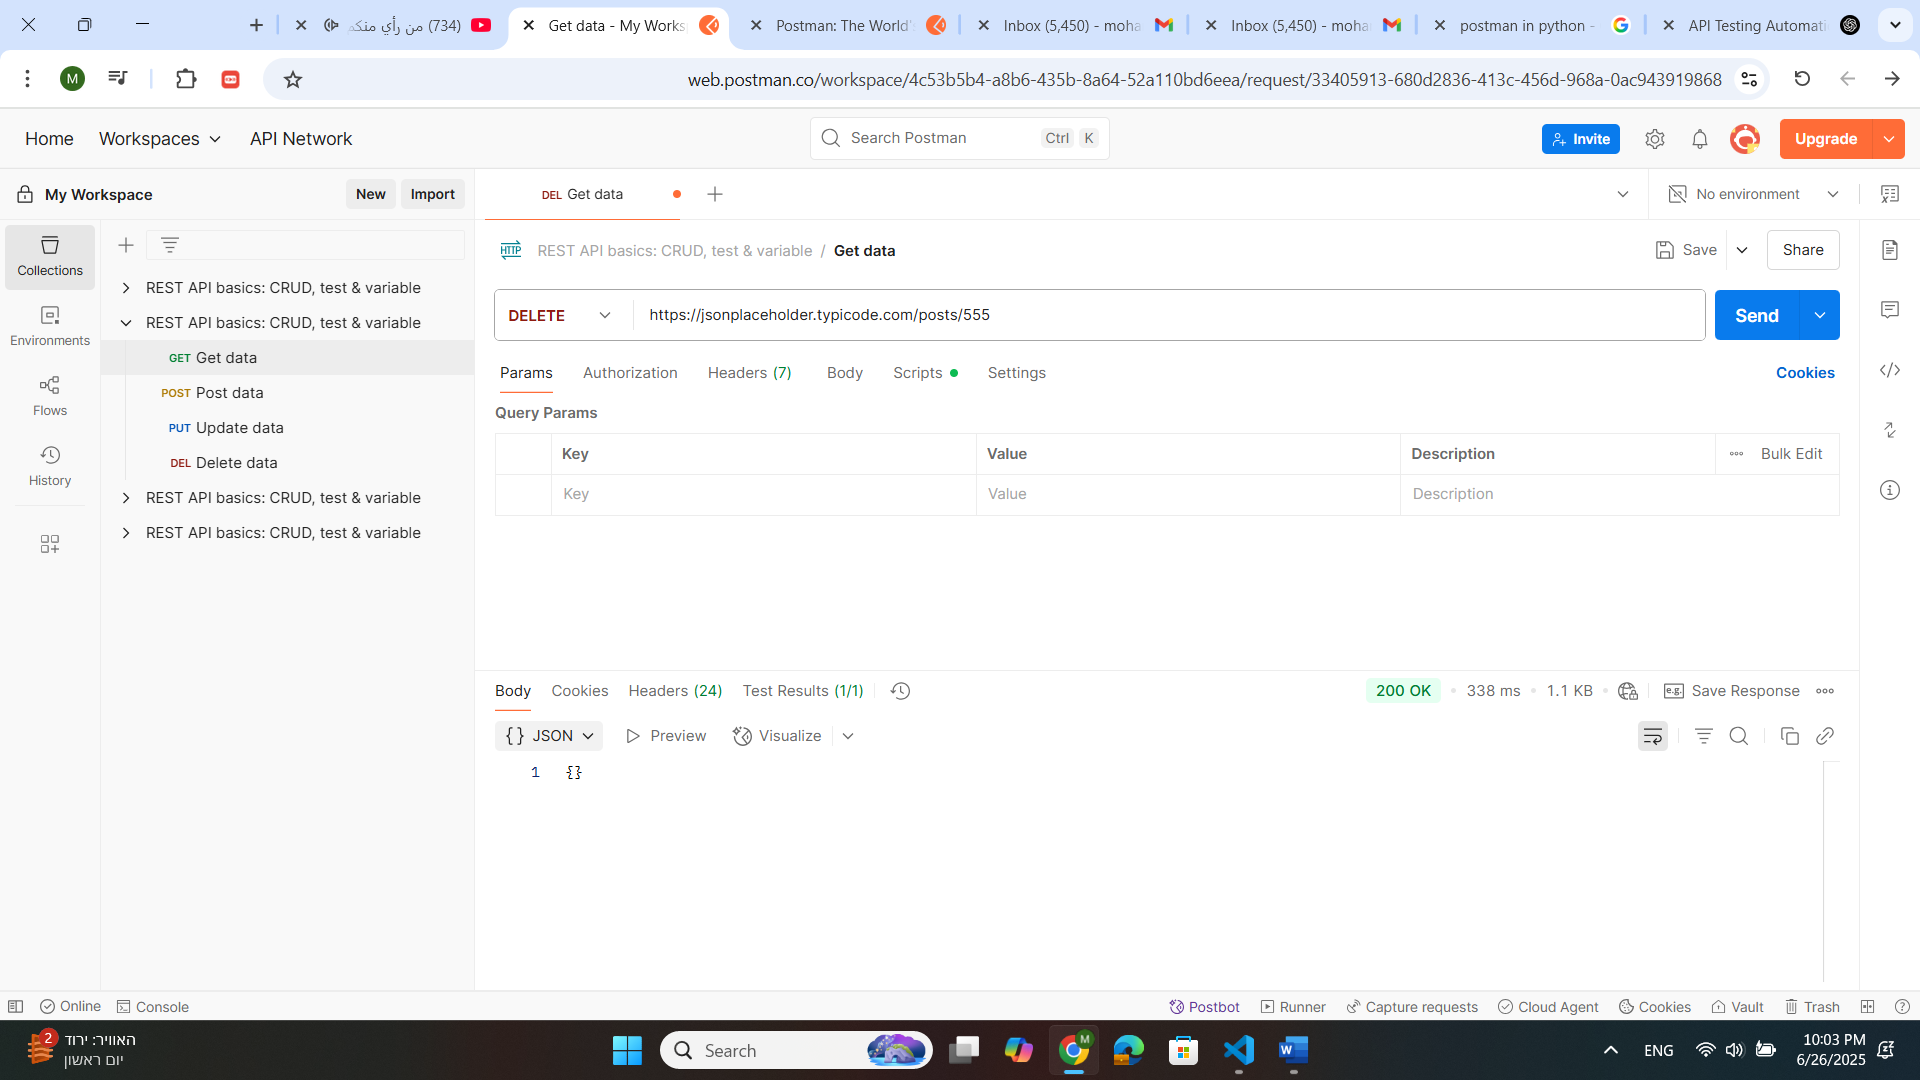 (734) من رأي منكم
Get data - My Works
Postman: The World'
Inbox (5,450) - moha
Inbox (5,450) - moha
postman in python -
API Testing Automati
M
web.postman.co/workspace/4c53b5b4-a8b6-435b-8a64-52a110bd6eea/request/33405913-680d2836-413c-456d-968a-0ac943919868
Home
Workspaces
API Network
Search Postman
Ctrl
K
Invite
Upgrade
My Workspace
New
Import
DEL Get data
No environment
Collections
REST API basics: CRUD, test & variable / Get data
Save
Share
REST API basics: CRUD, test & variable
REST API basics: CRUD, test & variable
GET Get data
POST Post data
PUT Update data
DEL Delete data
REST API basics: CRUD, test & variable
REST API basics: CRUD, test & variable
Environments
Flows
History
DELETE
https://jsonplaceholder.typicode.com/posts/555
Send
Params
Authorization
Headers (7)
Body
Scripts
Settings
Cookies
Query Params
Key
Value
Description
Bulk Edit
Key
Value
Description
Body
Cookies
Headers (24)
Test Results (1/1)
200 OK
338 ms
1.1 KB
e.g.
Save Response
{} JSON
Preview
Visualize
1 {}
Online
Console
Postbot
Runner
Capture requests
Cloud Agent
Cookies
Vault
Trash
2
האוויר: ירוד
יום ראשון
Search
M
ENG
10:03 PM
6/26/2025